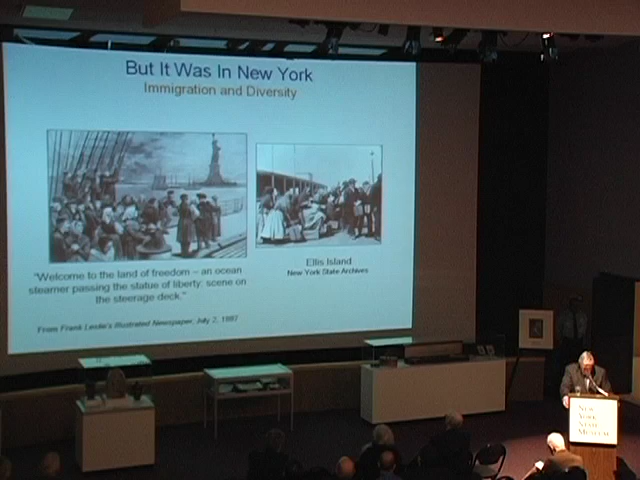 But It Was In New York
Immigration and Diversity
"Welcome to the land of freedom – an ocean
steamer passing the statue of liberty: scene on
the steerage deck."
From Frank Leslie's Illustrated Newspaper, July 2, 1887
Ellis Island
New York State Archives
NEW
YORK
STATE
MUSEUM